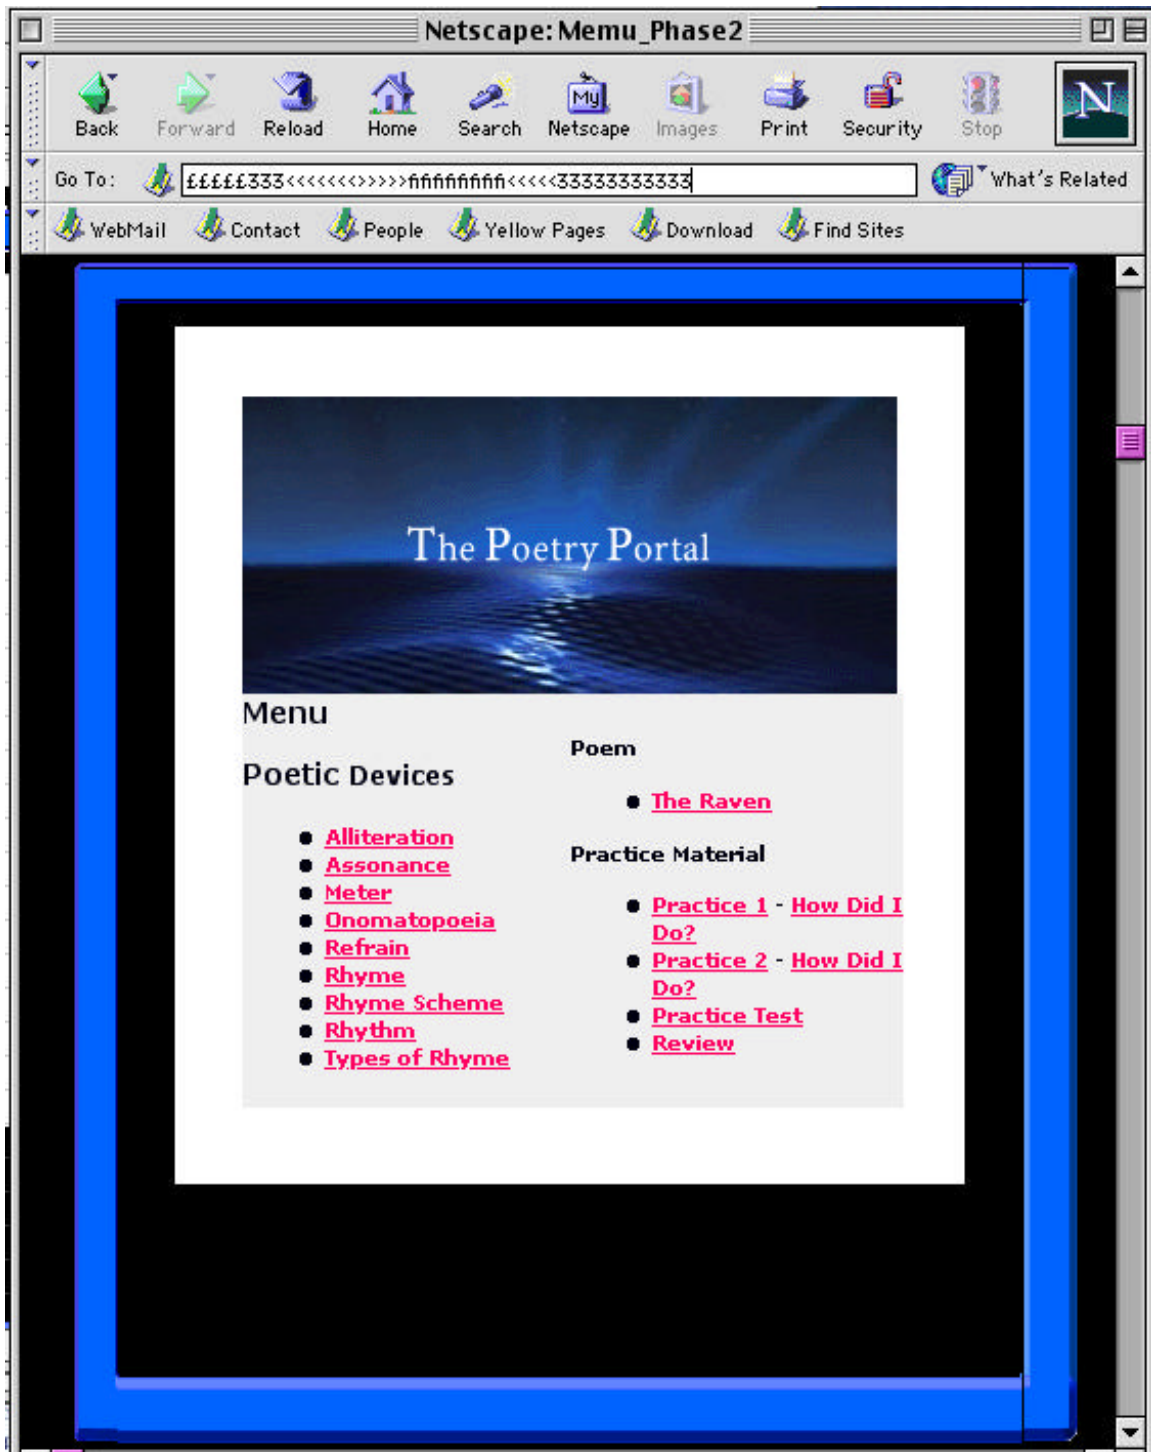 Netscape: Memu_Phase2
Back Forward Reload Home Search Netscape Images Print Security Stop
My
N
Go To: £££££333<<<<<<<>>>>>fifififififififi<<<<<33333333333 What's Related
WebMail Contact People Yellow Pages Download Find Sites
The Poetry Portal
Menu
Poetic Devices
Alliteration
Assonance
Meter
Onomatopoeia
Refrain
Rhyme
Rhyme Scheme
Rhythm
Types of Rhyme
Poem
The Raven
Practice Material
Practice 1 - How Did I
Do?
Practice 2 - How Did I
Do?
Practice Test
Review